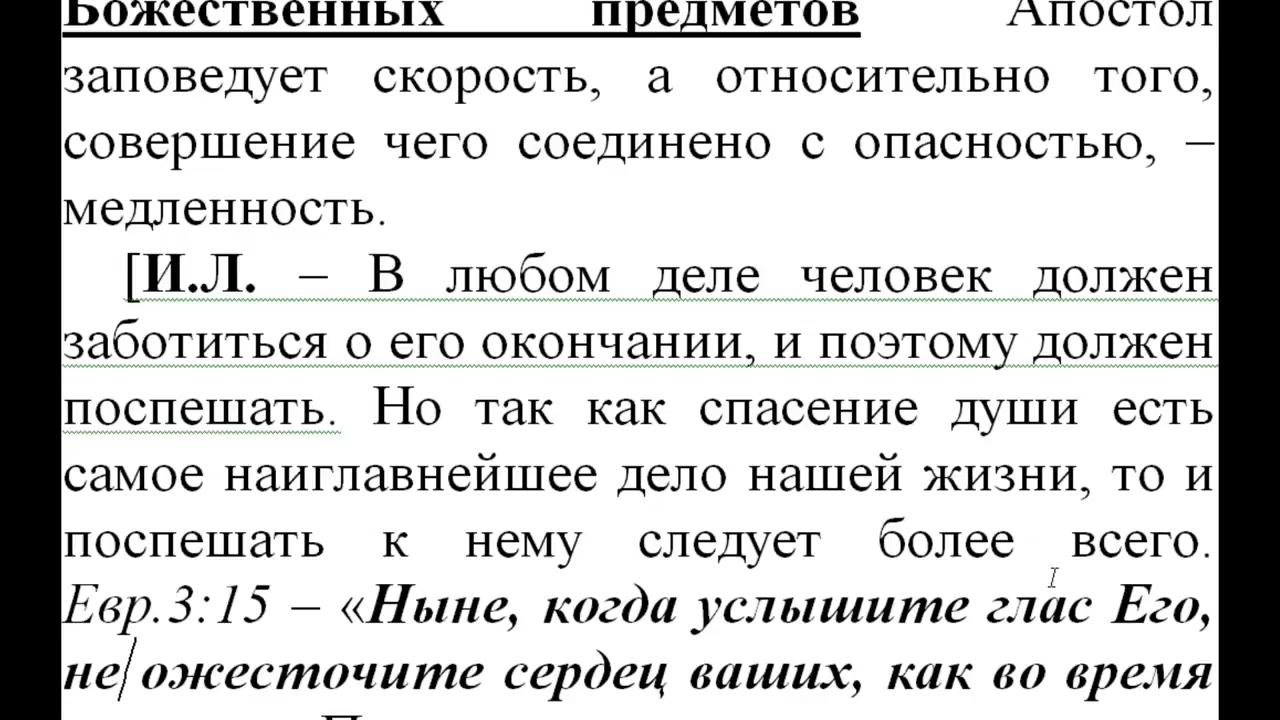 Божественных предметов Апостол
заповедует скорость, а относительно того,
совершение чего соединено с опасностью, –
медленность.
[И.Л. – В любом деле человек должен
заботиться о его окончании, и поэтому должен
поспешать. Но так как спасение души есть
самое наиглавнейшее дело нашей жизни, то и
поспешать к нему следует более всего.
Евр.3:15 – «Ныне, когда услышите глас Его,
не ожесточите сердец ваших, как во время